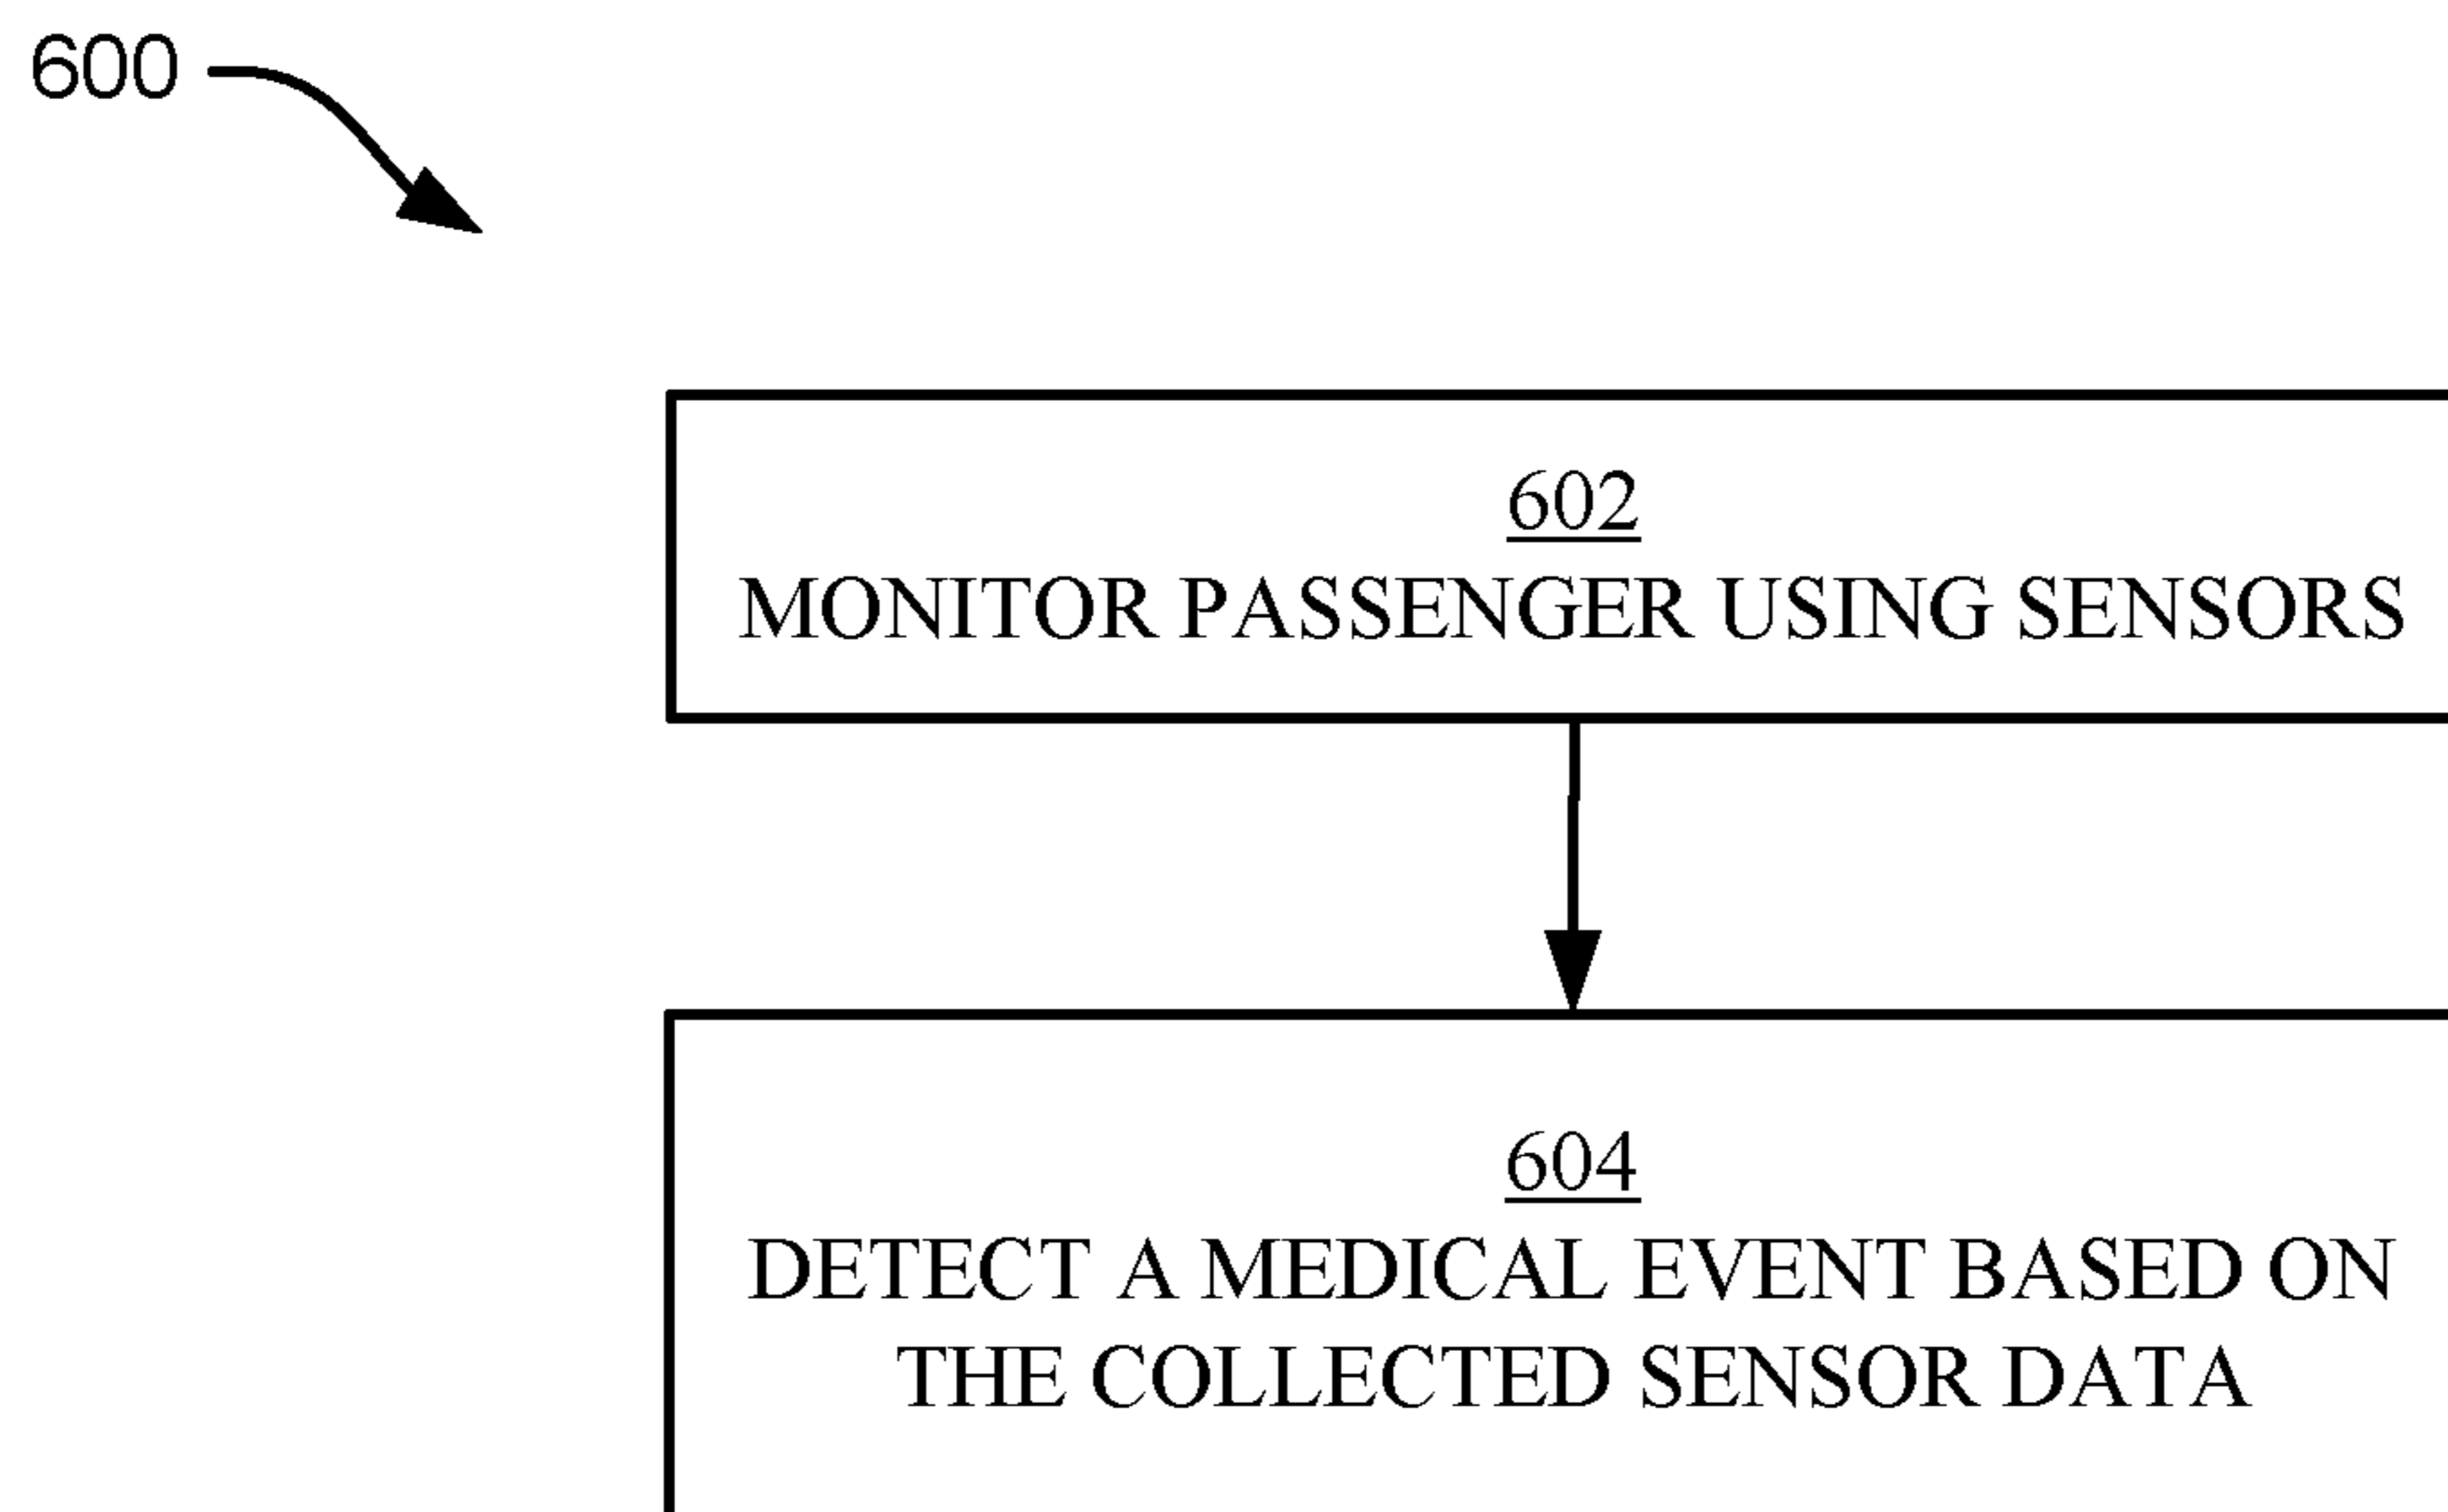 600
602
MONITOR PASSENGER USING SENSORS
604
DETECT A MEDICAL EVENT BASED ON
THE COLLECTED SENSOR DATA